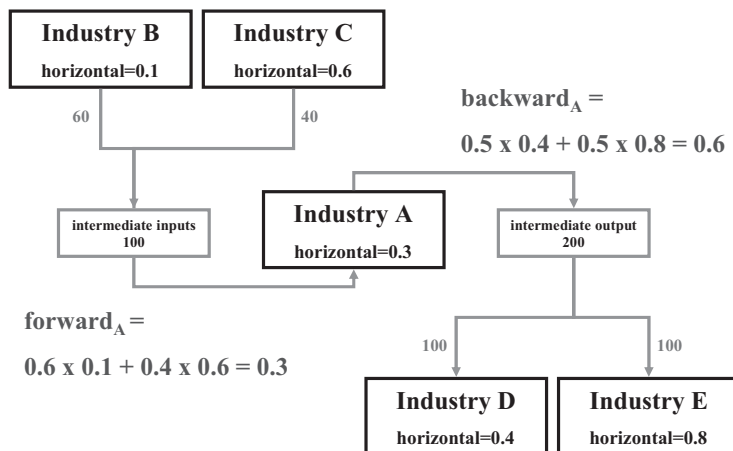 Industry B
horizontal=0.1
Industry C
horizontal=0.6
60
40
backward_A =
0.5 x 0.4 + 0.5 x 0.8 = 0.6
intermediate inputs
100
Industry A
horizontal=0.3
intermediate output
200
forward_A =
0.6 x 0.1 + 0.4 x 0.6 = 0.3
100
100
Industry D
horizontal=0.4
Industry E
horizontal=0.8